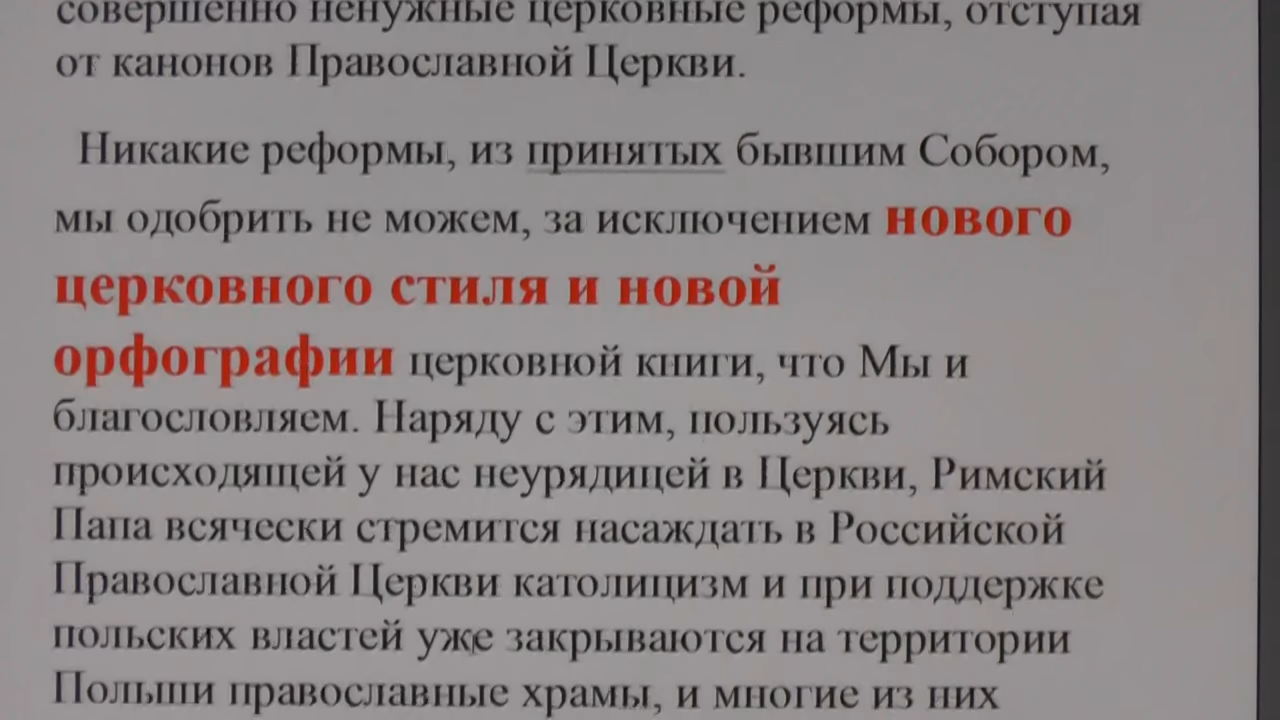 совершенно ненужные церковные реформы, отступая
от канонов Православной Церкви.
Никакие реформы, из принятых бывшим Собором,
мы одобрить не можем, за исключением нового
церковного стиля и новой
орфографии церковной книги, что Мы и
благословляем. Наряду с этим, пользуясь
происходящей у нас неурядицей в Церкви, Римский
Папа всячески стремится насаждать в Российской
Православной Церкви католицизм и при поддержке
польских властей уже закрываются на территории
Польши православные храмы, и многие из них